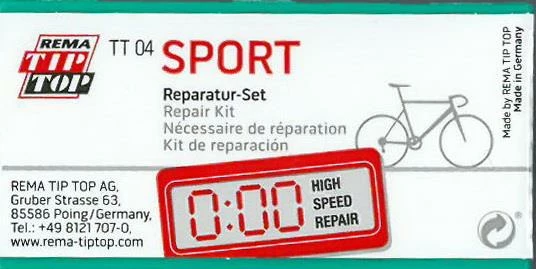 REMA
TIP
TOP
TT 04 SPORT
Reparatur-Set
Repair Kit
Nécessaire de réparation
Kit de reparación
Made by REMA TIP TOP
Made in Germany
REMA TIP TOP AG,
Gruber Strasse 63,
85586 Poing/Germany,
Tel.: +49 8121 707-0,
www.rema-tiptop.com
0:00
HIGH
SPEED
REPAIR
®